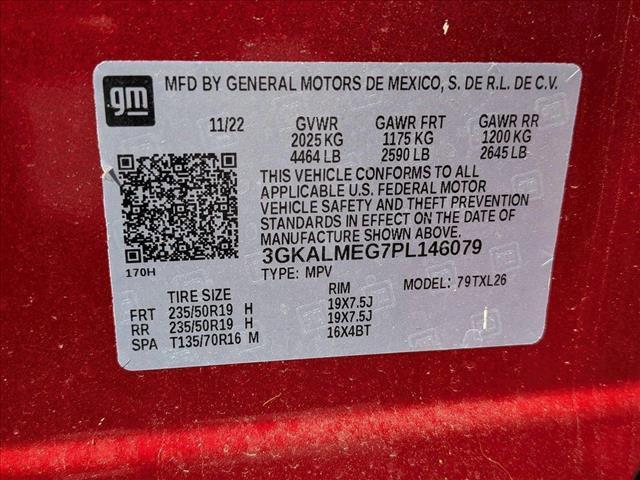 gm
MFD BY GENERAL MOTORS DE MEXICO, S. DE R.L. DE C.V.
11/22 GVWR GAWR FRT GAWR RR
2025 KG 1175 KG 1200 KG
4464 LB 2590 LB 2645 LB
THIS VEHICLE CONFORMS TO ALL
APPLICABLE U.S. FEDERAL MOTOR
VEHICLE SAFETY AND THEFT PREVENTION
STANDARDS IN EFFECT ON THE DATE OF
MANUFACTURE SHOWN ABOVE.
3GKALMEG7PL146079
170H
TYPE: MPV MODEL: 79TXL26
TIRE SIZE RIM
FRT 235/50R19 H 19X7.5J
RR 235/50R19 H 19X7.5J
SPA T135/70R16 M 16X4BT